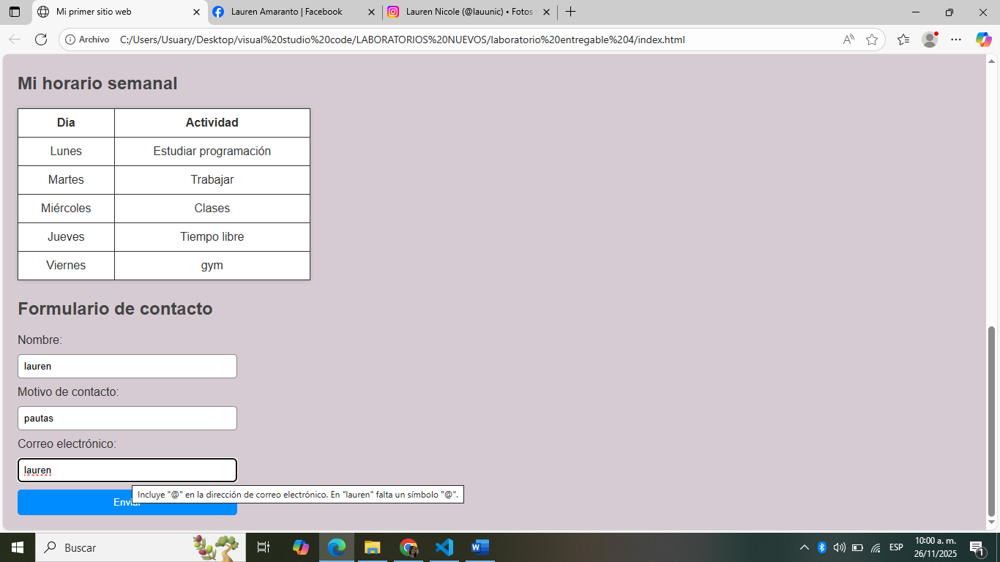 Mi primer sitio web
Lauren Amaranto | Facebook
Lauren Nicole (@lauunic) • Fotos
Archivo
C:/Users/Usuary/Desktop/visual%20studio%20code/LABORATORIOS%20NUEVOS/laboratorio%20entregable%204/index.html
Mi horario semanal
Día Actividad
Lunes Estudiar programación
Martes Trabajar
Miércoles Clases
Jueves Tiempo libre
Viernes gym
Formulario de contacto
Nombre:
lauren
Motivo de contacto:
pautas
Correo electrónico:
lauren
Incluye "@" en la dirección de correo electrónico. En "lauren" falta un símbolo "@".
Buscar
ESP
10:00 a. m.
26/11/2025
1